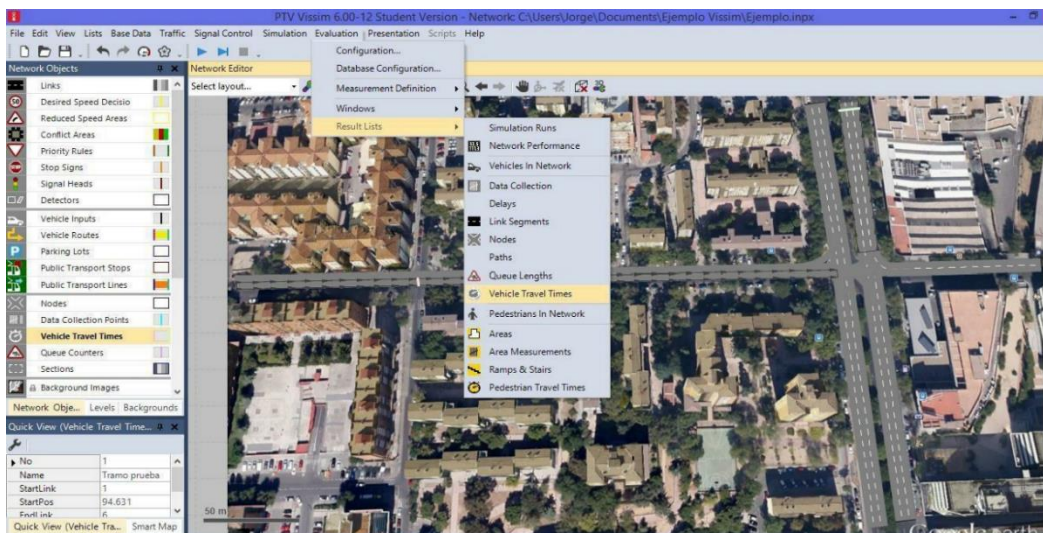 PTV Vissim 6.00-12 Student Version - Network: C:\Users\Jorge\Documents\Ejemplo Vissim\Ejemplo.inpx
File Edit View Lists Base Data Traffic Signal Control Simulation Evaluation Presentation Scripts Help
Network Objects
Links
Desired Speed Decisio
Reduced Speed Areas
Conflict Areas
Priority Rules
Stop Signs
Signal Heads
Detectors
Vehicle Inputs
Vehicle Routes
Parking Lots
Public Transport Stops
Public Transport Lines
Nodes
Data Collection Points
Vehicle Travel Times
Queue Counters
Sections
Background Images
Network Obje... Levels Backgrounds
Quick View (Vehicle Travel Time...
No 1
Name Tramo prueba
StartLink 1
StartPos 94.631
EndLink 6
Quick View (Vehicle Tra... Smart Map
Network Editor
Select layout...
Configuration...
Database Configuration...
Measurement Definition
Windows
Result Lists
Simulation Runs
Network Performance
Vehicles In Network
Data Collection
Delays
Link Segments
Nodes
Paths
Queue Lengths
Vehicle Travel Times
Pedestrians In Network
Areas
Area Measurements
Ramps & Stairs
Pedestrian Travel Times
50 m